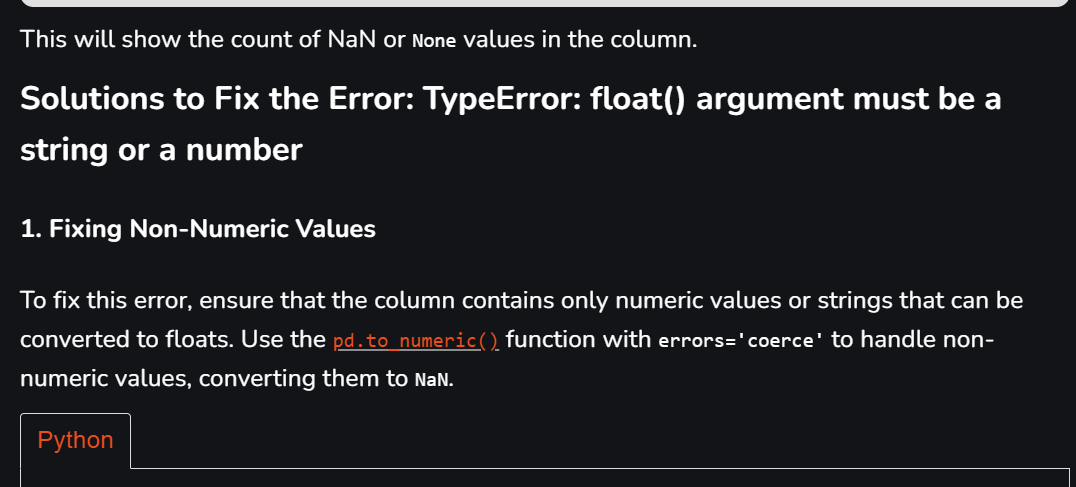 This will show the count of NaN or None values in the column.
Solutions to Fix the Error: TypeError: float() argument must be a
string or a number
1. Fixing Non-Numeric Values
To fix this error, ensure that the column contains only numeric values or strings that can be
converted to floats. Use the pd.to_numeric() function with errors='coerce' to handle non-
numeric values, converting them to NaN.
Python